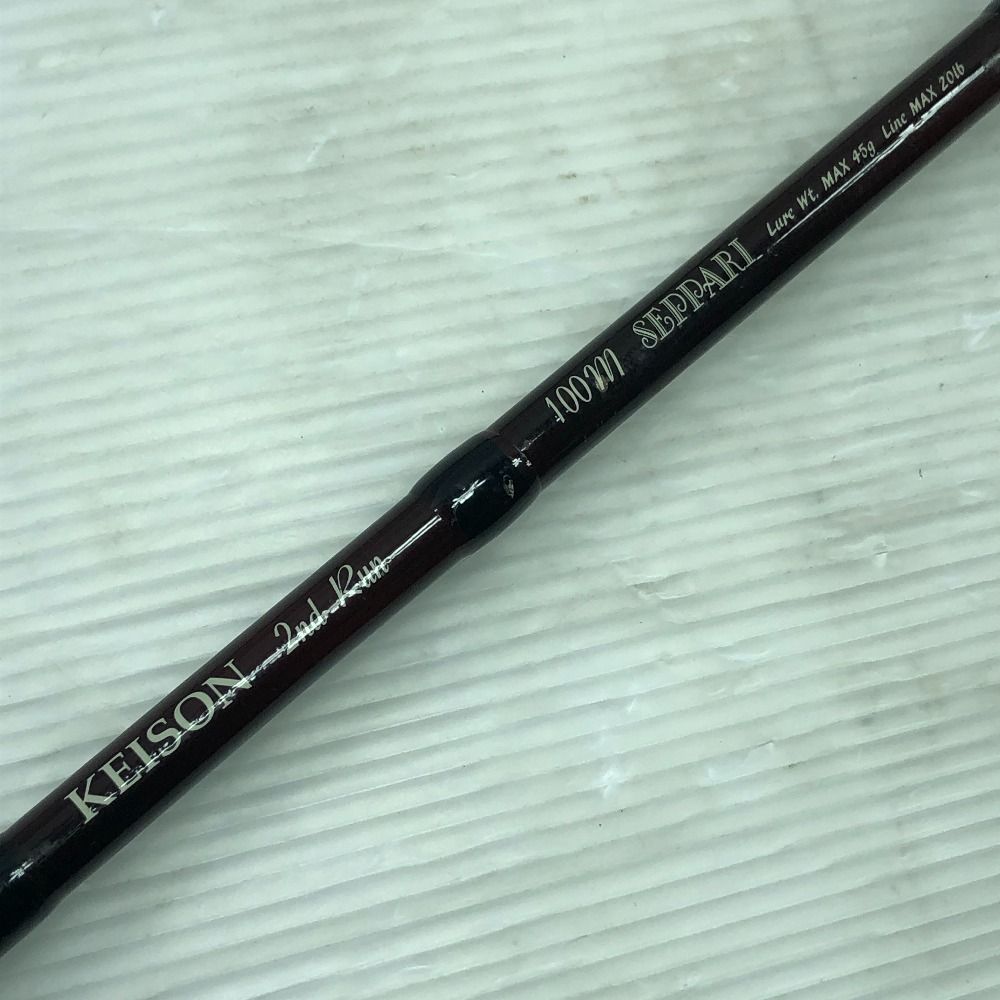 KEISON 2nd Run
100M SEPPARI Lure Wt. MAX 45g Line MAX 20lb